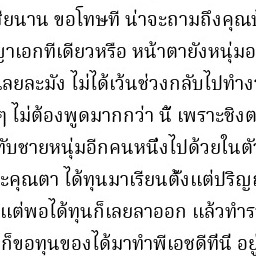 นาน ขอโทษที น่าจะถามถึงคุณ
เอกทีเดียวหรือ หน้าตายังหนุ่ม
เลยละมัง ไม่ได้เว้นช่วงกลับไปทำง
ๆ ไม่ต้องพูดมากกว่า นี้ เพราะชิง
ทับชายหนุ่มอีกคนหนึ่งไปด้วยในตั
ะคุณตา ได้ทุนมาเรียนตั้งแต่ปริญ
แต่พอได้ทุนก็เลยลาออก แล้วทำ
ก็ขอทุนของได้มาทำพีเอชดีที่นี่ อยู่